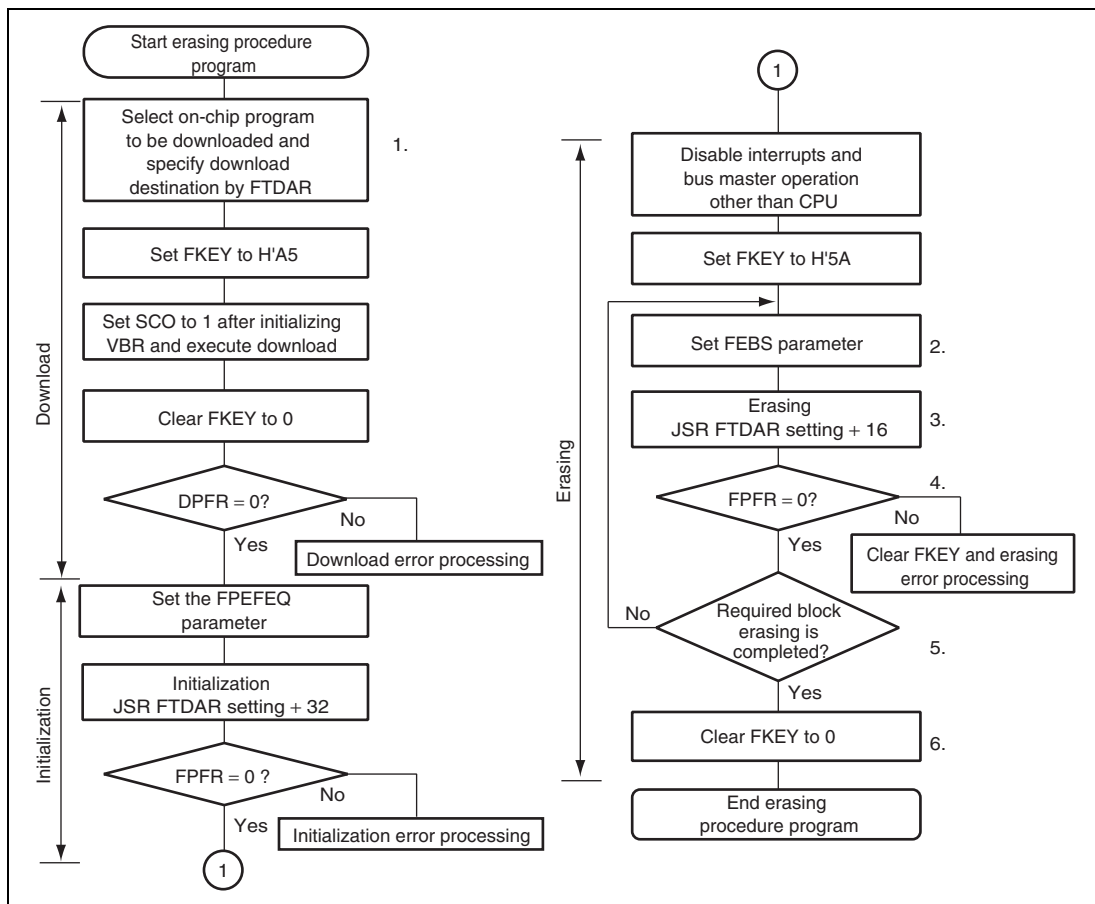 Start erasing procedure
program
Select on-chip program
to be downloaded and
specify download
destination by FTDAR
1.
Set FKEY to H'A5
Set SCO to 1 after initializing
VBR and execute download
Clear FKEY to 0
DPFR = 0?
No
Yes
Download error processing
Download
Set the FPEFEQ
parameter
Initialization
JSR FTDAR setting + 32
FPFR = 0 ?
No
Yes
Initialization error processing
Initialization
1
1
Disable interrupts and
bus master operation
other than CPU
Set FKEY to H'5A
Set FEBS parameter
2.
Erasing
JSR FTDAR setting + 16
3.
FPFR = 0?
4.
No
Yes
Clear FKEY and erasing
error processing
Required block
erasing is
completed?
No
5.
Yes
Clear FKEY to 0
6.
Erasing
End erasing
procedure program